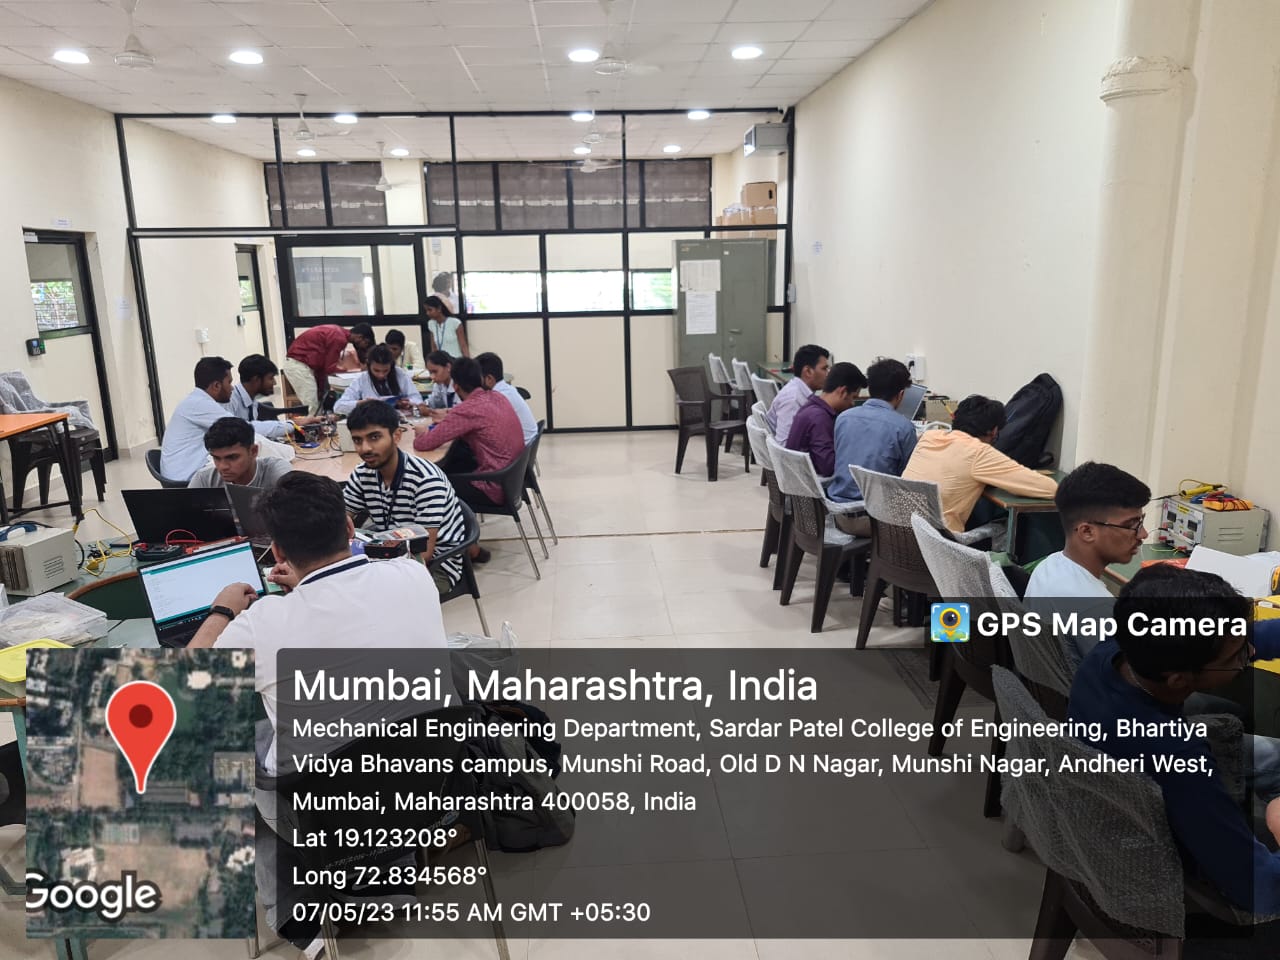 GPS Map Camera
Mumbai, Maharashtra, India
Mechanical Engineering Department, Sardar Patel College of Engineering, Bhartiya
Vidya Bhavans campus, Munshi Road, Old D N Nagar, Munshi Nagar, Andheri West,
Mumbai, Maharashtra 400058, India
Lat 19.123208°
Long 72.834568°
07/05/23 11:55 AM GMT +05:30
Google